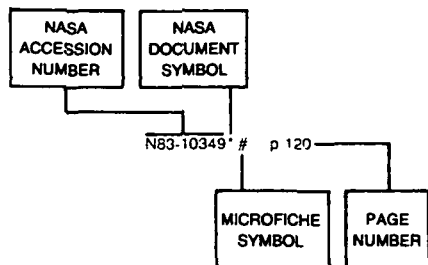 NASA ACCESSION NUMBER
NASA DOCUMENT SYMBOL
N83-10349* # p 120
MICROFICHE SYMBOL
PAGE NUMBER